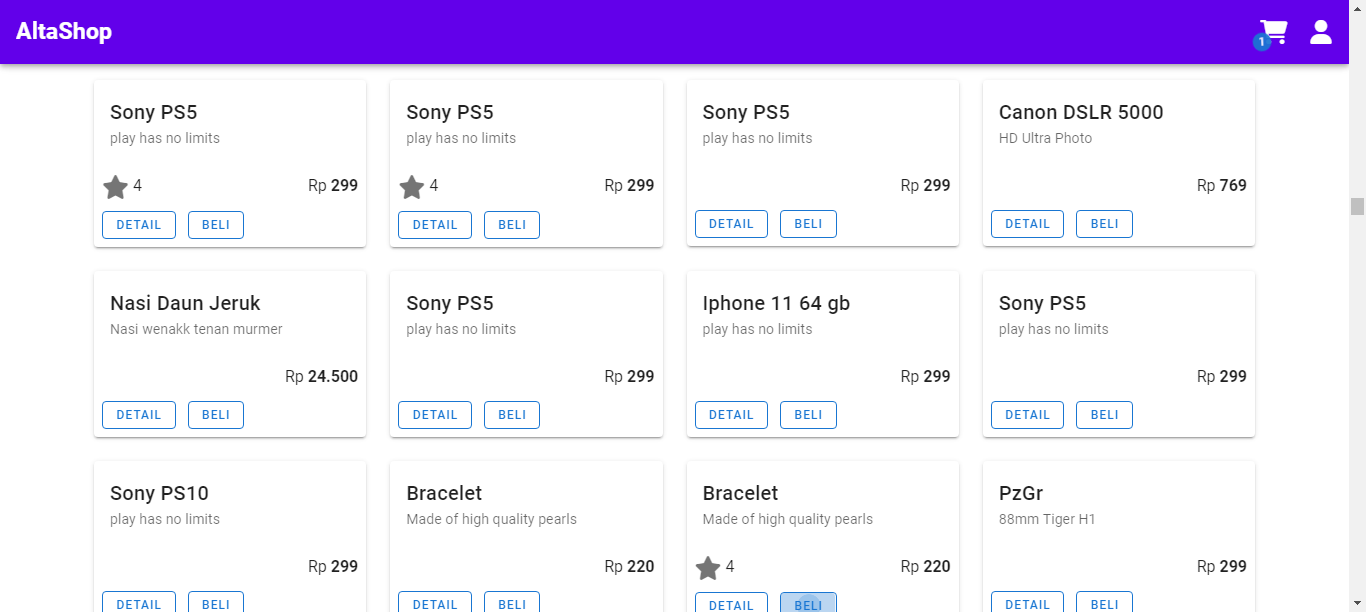 AltaShop
1
Sony PS5
play has no limits
4
Rp 299
DETAIL
BELI
Sony PS5
play has no limits
4
Rp 299
DETAIL
BELI
Sony PS5
play has no limits
Rp 299
DETAIL
BELI
Canon DSLR 5000
HD Ultra Photo
Rp 769
DETAIL
BELI
Nasi Daun Jeruk
Nasi wenakk tenan murmer
Rp 24.500
DETAIL
BELI
Sony PS5
play has no limits
Rp 299
DETAIL
BELI
Iphone 11 64 gb
play has no limits
Rp 299
DETAIL
BELI
Sony PS5
play has no limits
Rp 299
DETAIL
BELI
Sony PS10
play has no limits
Rp 299
DETAIL
BELI
Bracelet
Made of high quality pearls
Rp 220
DETAIL
BELI
Bracelet
Made of high quality pearls
4
Rp 220
DETAIL
BELI
PzGr
88mm Tiger H1
Rp 299
DETAIL
BELI